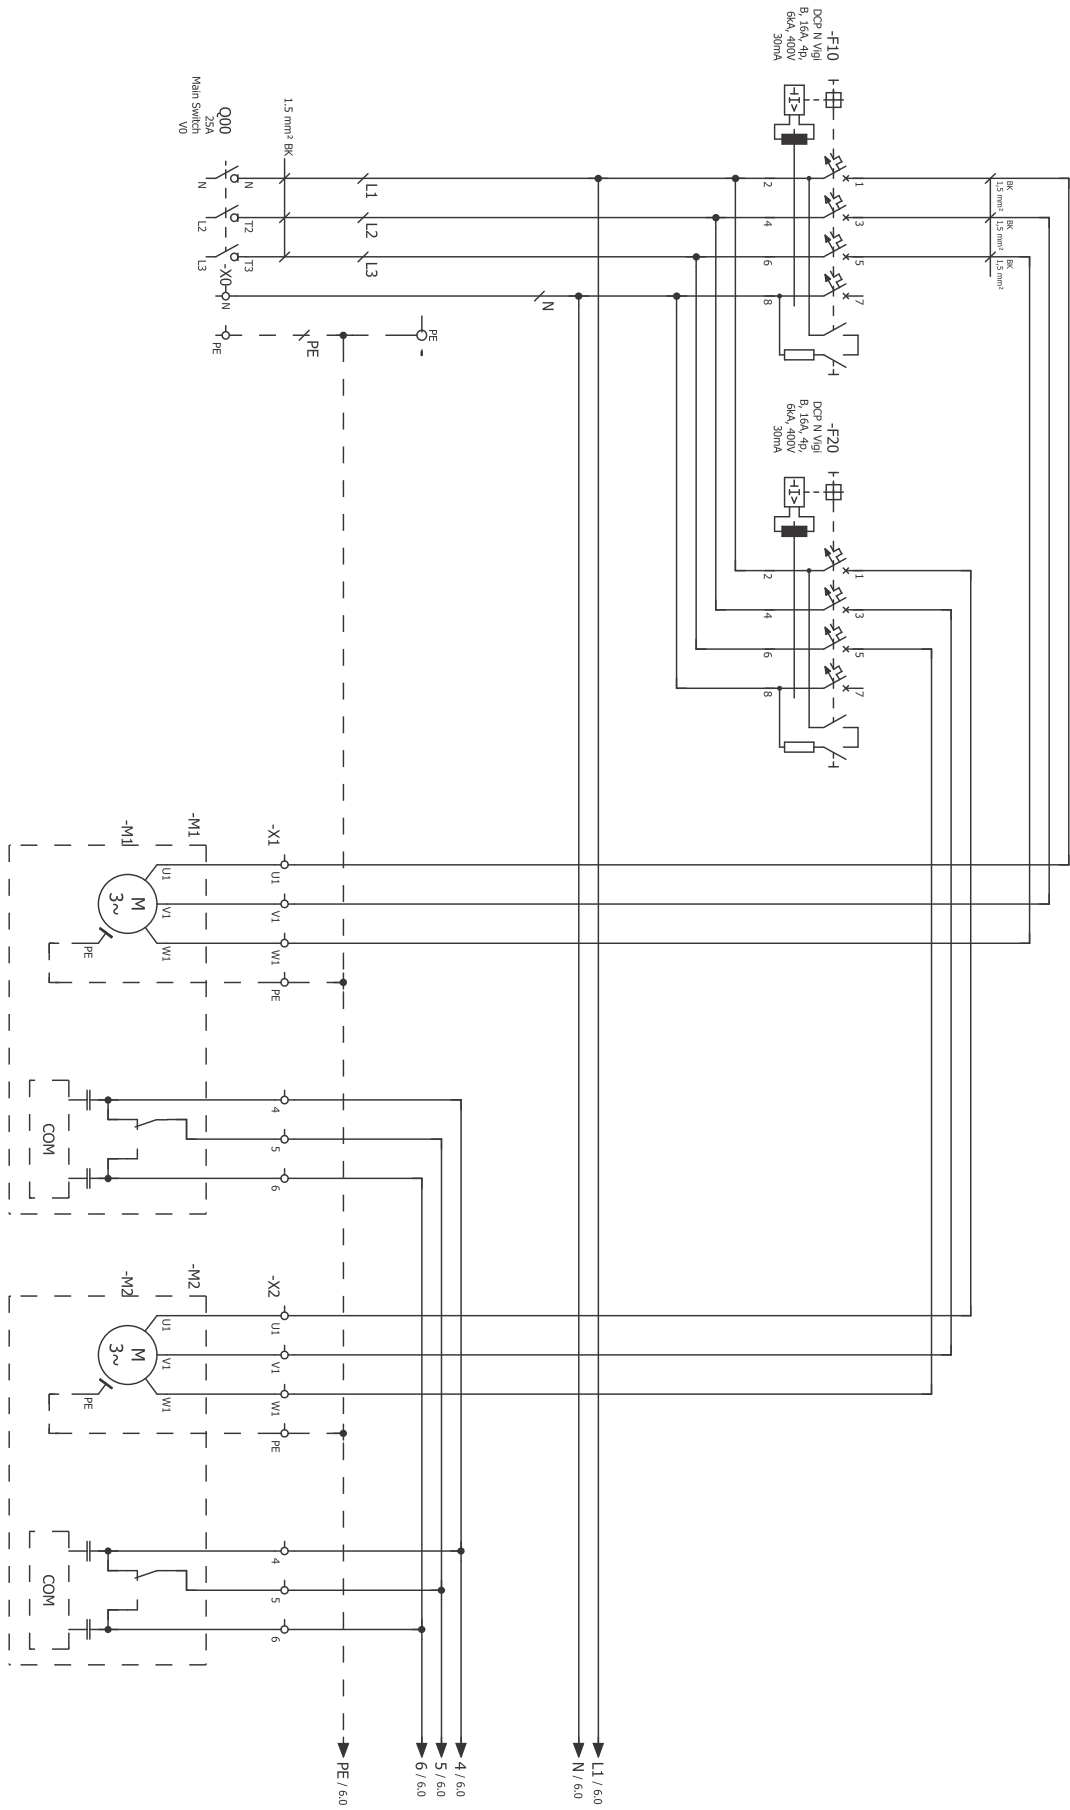 -F10
DCP N Vigi
B, 16A, 4p,
6kA, 400V
30mA
I>
1
3
5
7
2
4
6
8
BK
1,5 mm²
BK
1,5 mm²
BK
1,5 mm²
Q00
25A
Main Switch
V0
1.5 mm² BK
N
T2
T3
N
L2
L3
L1
L2
L3
N
-X0
N
PE
PE
PE
-F20
DCP N Vigi
B, 16A, 4p,
6kA, 400V
30mA
I>
1
3
5
7
2
4
6
8
-X1
U1
V1
W1
PE
-M1
-M1
U1
V1
W1
PE
M
3~
4
5
6
COM
-X2
U1
V1
W1
PE
-M2
-M2
U1
V1
W1
PE
M
3~
4
5
6
COM
L1 / 6.0
N / 6.0
4 / 6.0
5 / 6.0
6 / 6.0
PE / 6.0